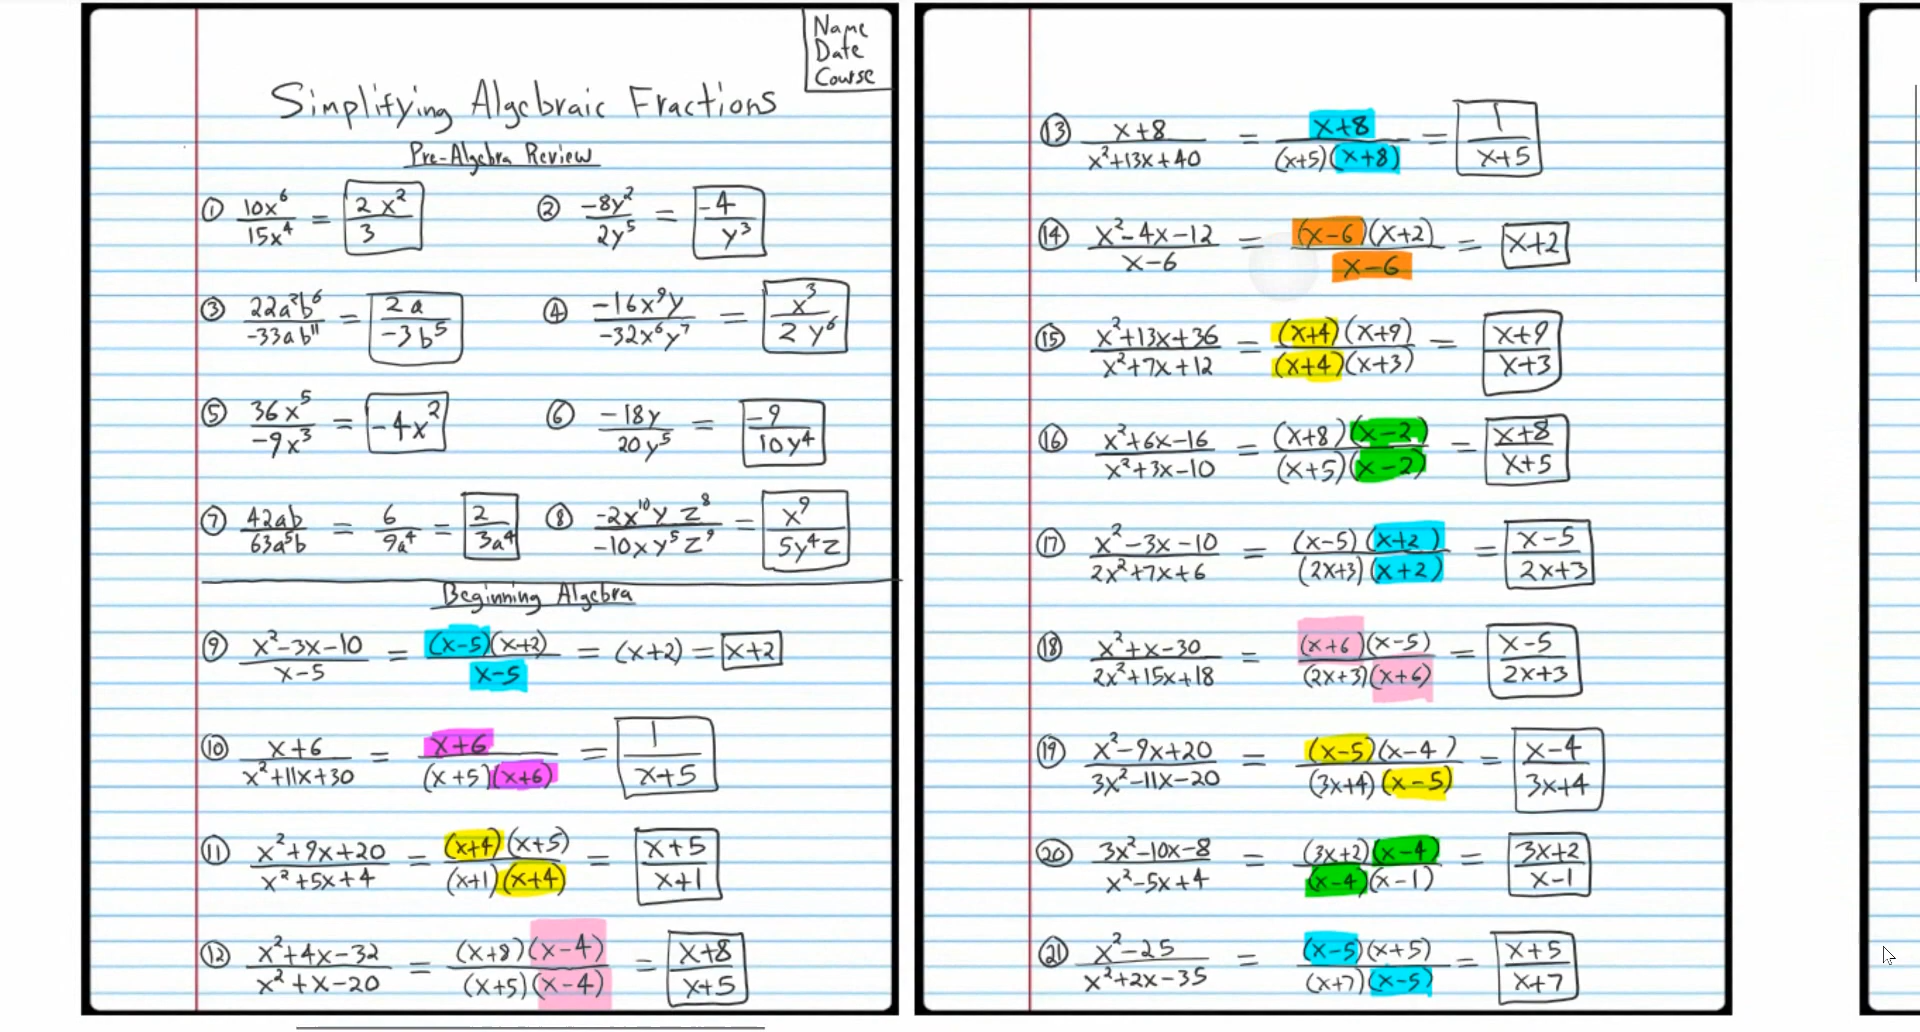 Name
Date
Course
Simplifying Algebraic Fractions
Pre-Algebra Review
① 10x⁶/15x⁴ = 2x²/3 ② -8y²/2y⁵ = -4/y³
③ 22a²b⁶/-33ab¹¹ = 2a/-3b⁵ ④ -16x⁹y/-32x⁶y⁷ = x³/2y⁶
⑤ 36x⁵/-9x³ = -4x² ⑥ -18y/20y⁵ = -9/10y⁴
⑦ 42ab/63a⁵b = 6/9a⁴ = 2/3a⁴ ⑧ -2x¹⁰y z⁸/-10xy⁵z⁹ = x⁹/5y⁴z
Beginning Algebra
⑨ x²-3x-10/x-5 = (x-5)(x+2)/x-5 = (x+2) = x+2
⑩ x+6/x²+11x+30 = x+6/(x+5)(x+6) = 1/x+5
⑪ x²+9x+20/x²+5x+4 = (x+4)(x+5)/(x+1)(x+4) = x+5/x+1
⑫ x²+4x-32/x²+x-20 = (x+8)(x-4)/(x+5)(x-4) = x+8/x+5
⑬ x+8/x²+13x+40 = x+8/(x+5)(x+8) = 1/x+5
⑭ x²-4x-12/x-6 = (x-6)(x+2)/x-6 = x+2
⑮ x²+13x+36/x²+7x+12 = (x+4)(x+9)/(x+4)(x+3) = x+9/x+3
⑯ x²+6x-16/x²+3x-10 = (x+8)(x-2)/(x+5)(x-2) = x+8/x+5
⑰ x²-3x-10/2x²+7x+6 = (x-5)(x+2)/(2x+3)(x+2) = x-5/2x+3
⑱ x²+x-30/2x²+15x+18 = (x+6)(x-5)/(2x+3)(x+6) = x-5/2x+3
⑲ x²-9x+20/3x²-11x-20 = (x-5)(x-4)/(3x+4)(x-5) = x-4/3x+4
⑳ 3x²-10x-8/x²-5x+4 = (3x+2)(x-4)/(x-4)(x-1) = 3x+2/x-1
㉑ x²-25/x²+2x-35 = (x-5)(x+5)/(x+7)(x-5) = x+5/x+7